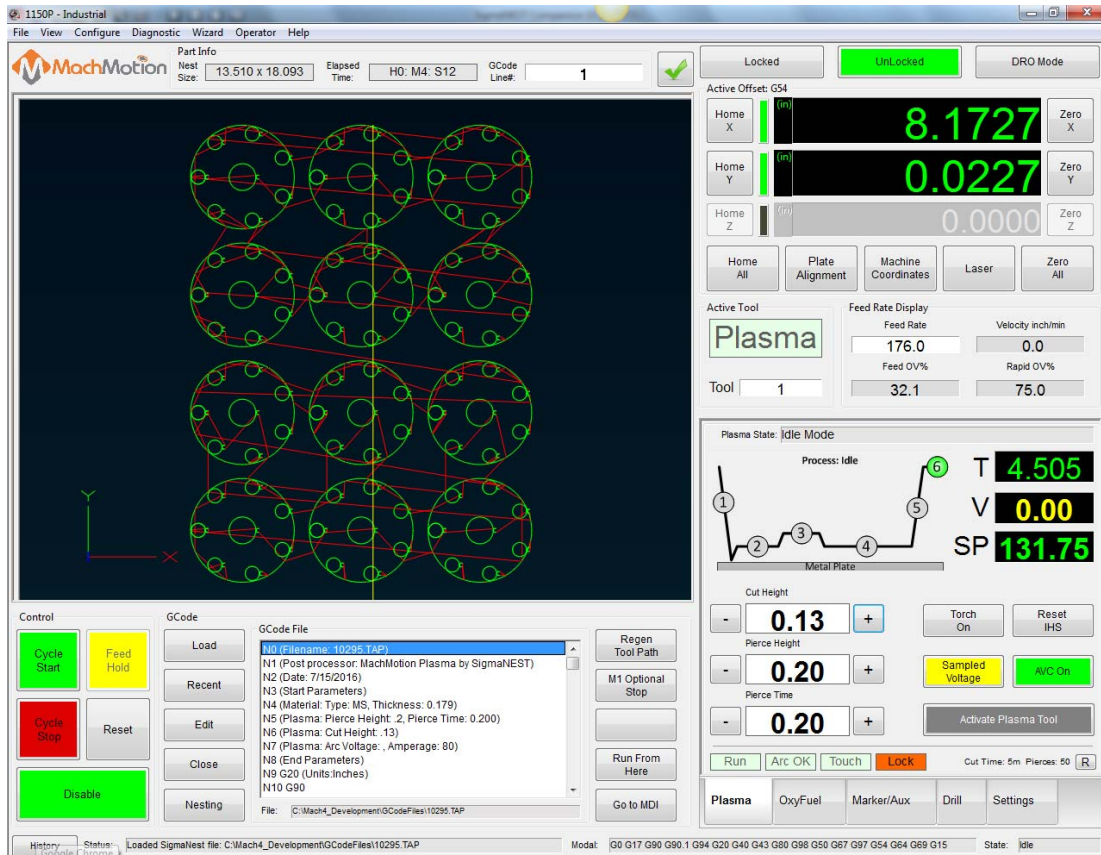 1150P - Industrial
File View Configure Diagnostic Wizard Operator Help
MachMotion
Part Info
Nest Size: 13.510 x 18.093 Elapsed Time: H0: M4: S12 GCode Line#: 1
Locked UnLocked DRO Mode
Active Offset: G54
Home X (in) 8.1727 Zero X
Home Y (in) 0.0227 Zero Y
Home Z (in) 0.0000 Zero Z
Home All Plate Alignment Machine Coordinates Laser Zero All
Active Tool
Plasma
Tool 1
Feed Rate Display
Feed Rate Velocity inch/min
176.0 0.0
Feed OV% Rapid OV%
32.1 75.0
Y
X
Plasma State: Idle Mode
Process: Idle
1 2 3 4 5 6
Metal Plate
T 4.505
V 0.00
SP 131.75
Cut Height
- 0.13 +
Pierce Height
- 0.20 +
Pierce Time
- 0.20 +
Torch On Reset IHS
Sampled Voltage AVC On
Activate Plasma Tool
Run Arc OK Touch Lock Cut Time: 5m Pierces: 50 R
Plasma OxyFuel Marker/Aux Drill Settings
Control
Cycle Start Feed Hold
Cycle Stop Reset
Disable
GCode
Load
Recent
Edit
Close
Nesting
GCode File
N0 (Filename: 10295.TAP)
N1 (Post processor: MachMotion Plasma by SigmaNEST)
N2 (Date: 7/15/2016)
N3 (Start Parameters)
N4 (Material: Type: MS, Thickness: 0.179)
N5 (Plasma: Pierce Height: .2, Pierce Time: 0.200)
N6 (Plasma: Cut Height: .13)
N7 (Plasma: Arc Voltage: , Amperage: 80)
N8 (End Parameters)
N9 G20 (Units:Inches)
N10 G90
File: C:\Mach4_Development\GCodeFiles\10295.TAP
Regen Tool Path
M1 Optional Stop
Run From Here
Go to MDI
History Status: Loaded SigmaNest file: C:\Mach4_Development\GCodeFiles\10295.TAP Modal: G0 G17 G90 G90.1 G94 G20 G40 G43 G80 G98 G50 G67 G97 G54 G64 G69 G15 State: Idle
Google Chrome